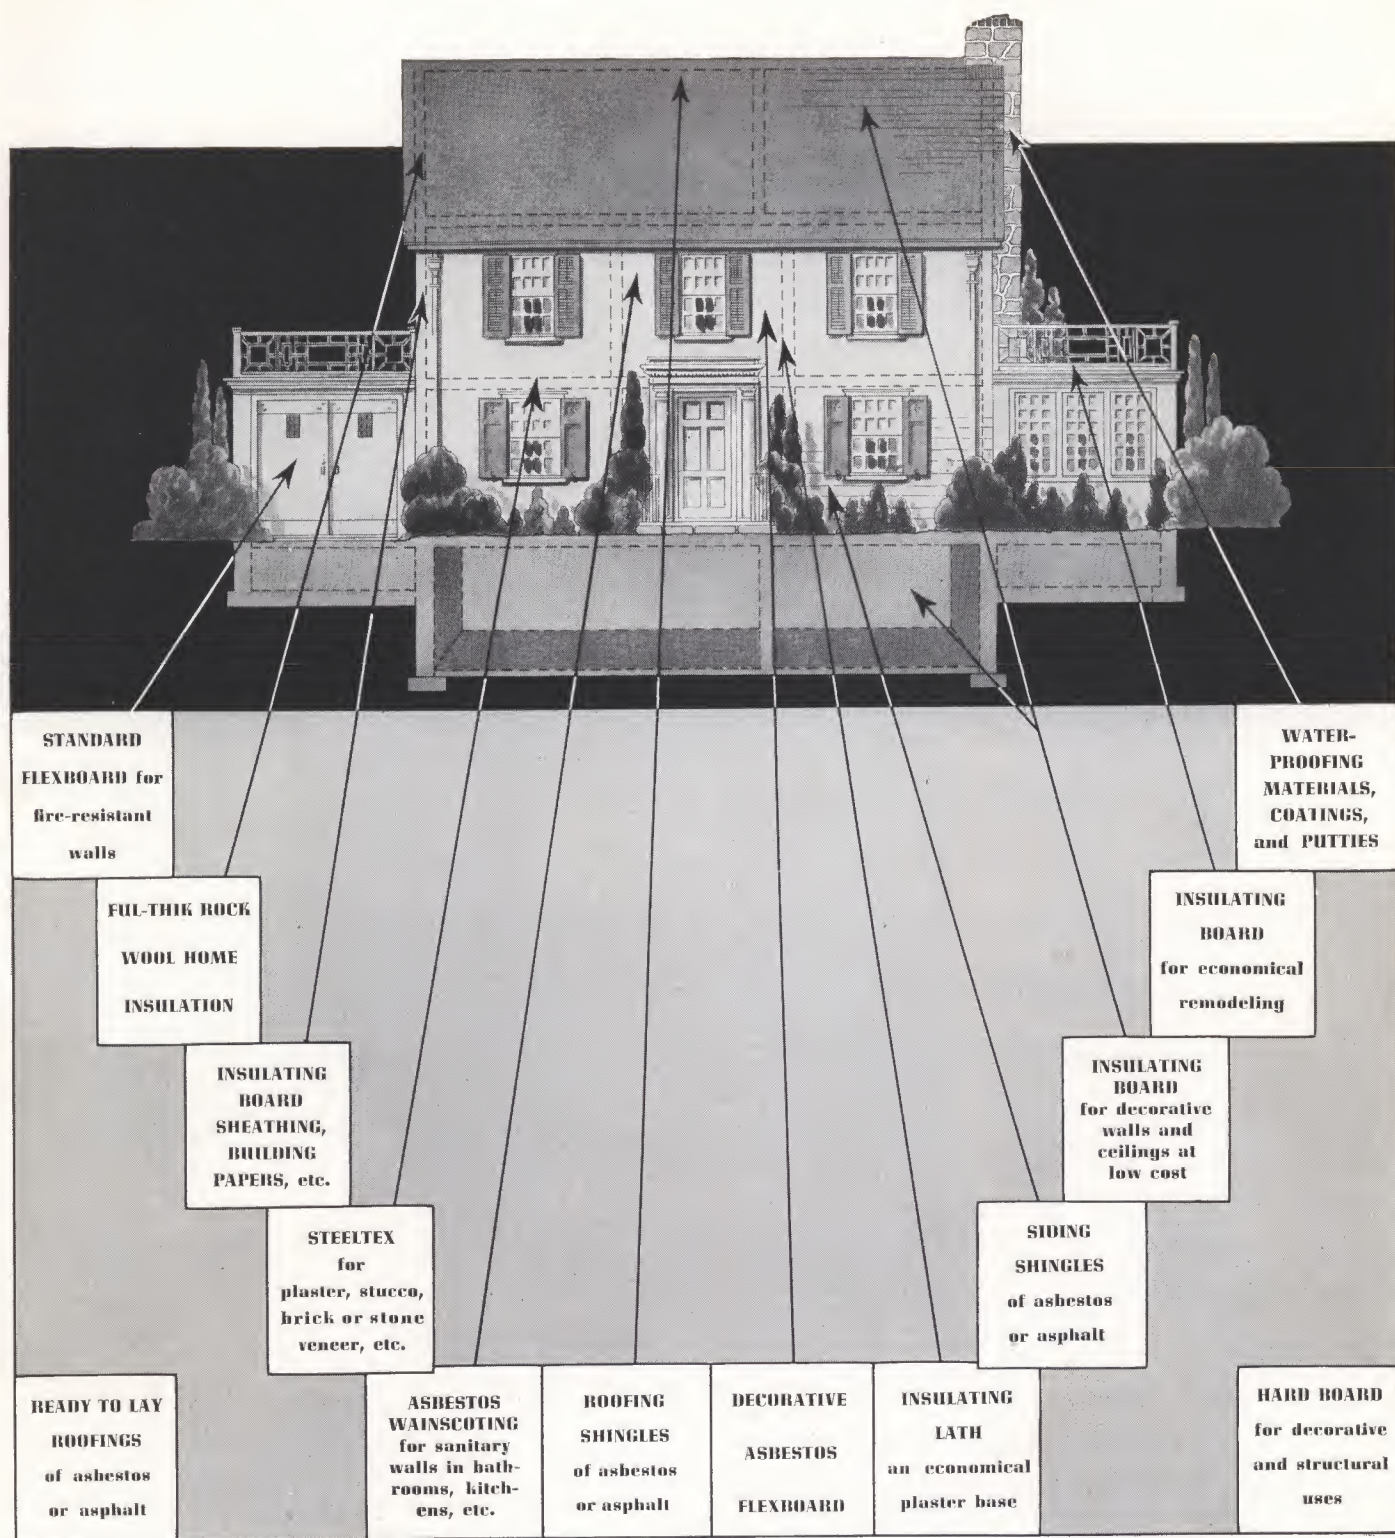 STANDARD
FLEXBOARD for
fire-resistant
walls
WATER-
PROOFING
MATERIALS,
COATINGS,
and PUTTIES
FUL-THIK ROCK
WOOL HOME
INSULATION
INSULATING
BOARD
for economical
remodeling
INSULATING
BOARD
SHEATHING,
BUILDING
PAPERS, etc.
INSULATING
BOARD
for decorative
walls and
ceilings at
low cost
STEELTEX
for
plaster, stucco,
brick or stone
veneer, etc.
SIDING
SHINGLES
of asbestos
or asphalt
READY TO LAY
ROOFINGS
of asbestos
or asphalt
ASBESTOS
WAINSCOTING
for sanitary
walls in bath-
rooms, kitch-
ens, etc.
ROOFING
SHINGLES
of asbestos
or asphalt
DECORATIVE
ASBESTOS
FLEXBOARD
INSULATING
LATH
an economical
plaster base
HARD BOARD
for decorative
and structural
uses